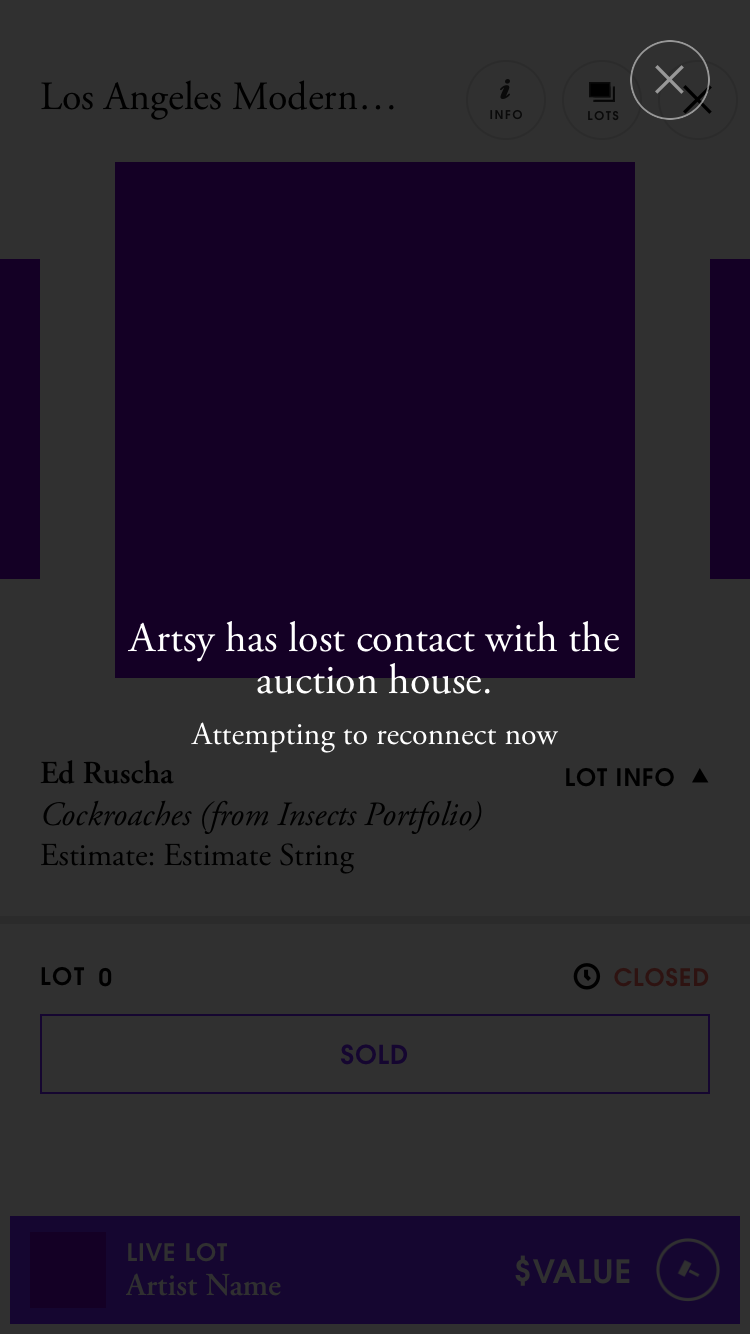 Los Angeles Modern…
INFO
LOTS
Artsy has lost contact with the
auction house.
Attempting to reconnect now
Ed Ruscha
LOT INFO
Cockroaches (from Insects Portfolio)
Estimate: Estimate String
LOT 0
CLOSED
SOLD
LIVE LOT
Artist Name
$VALUE